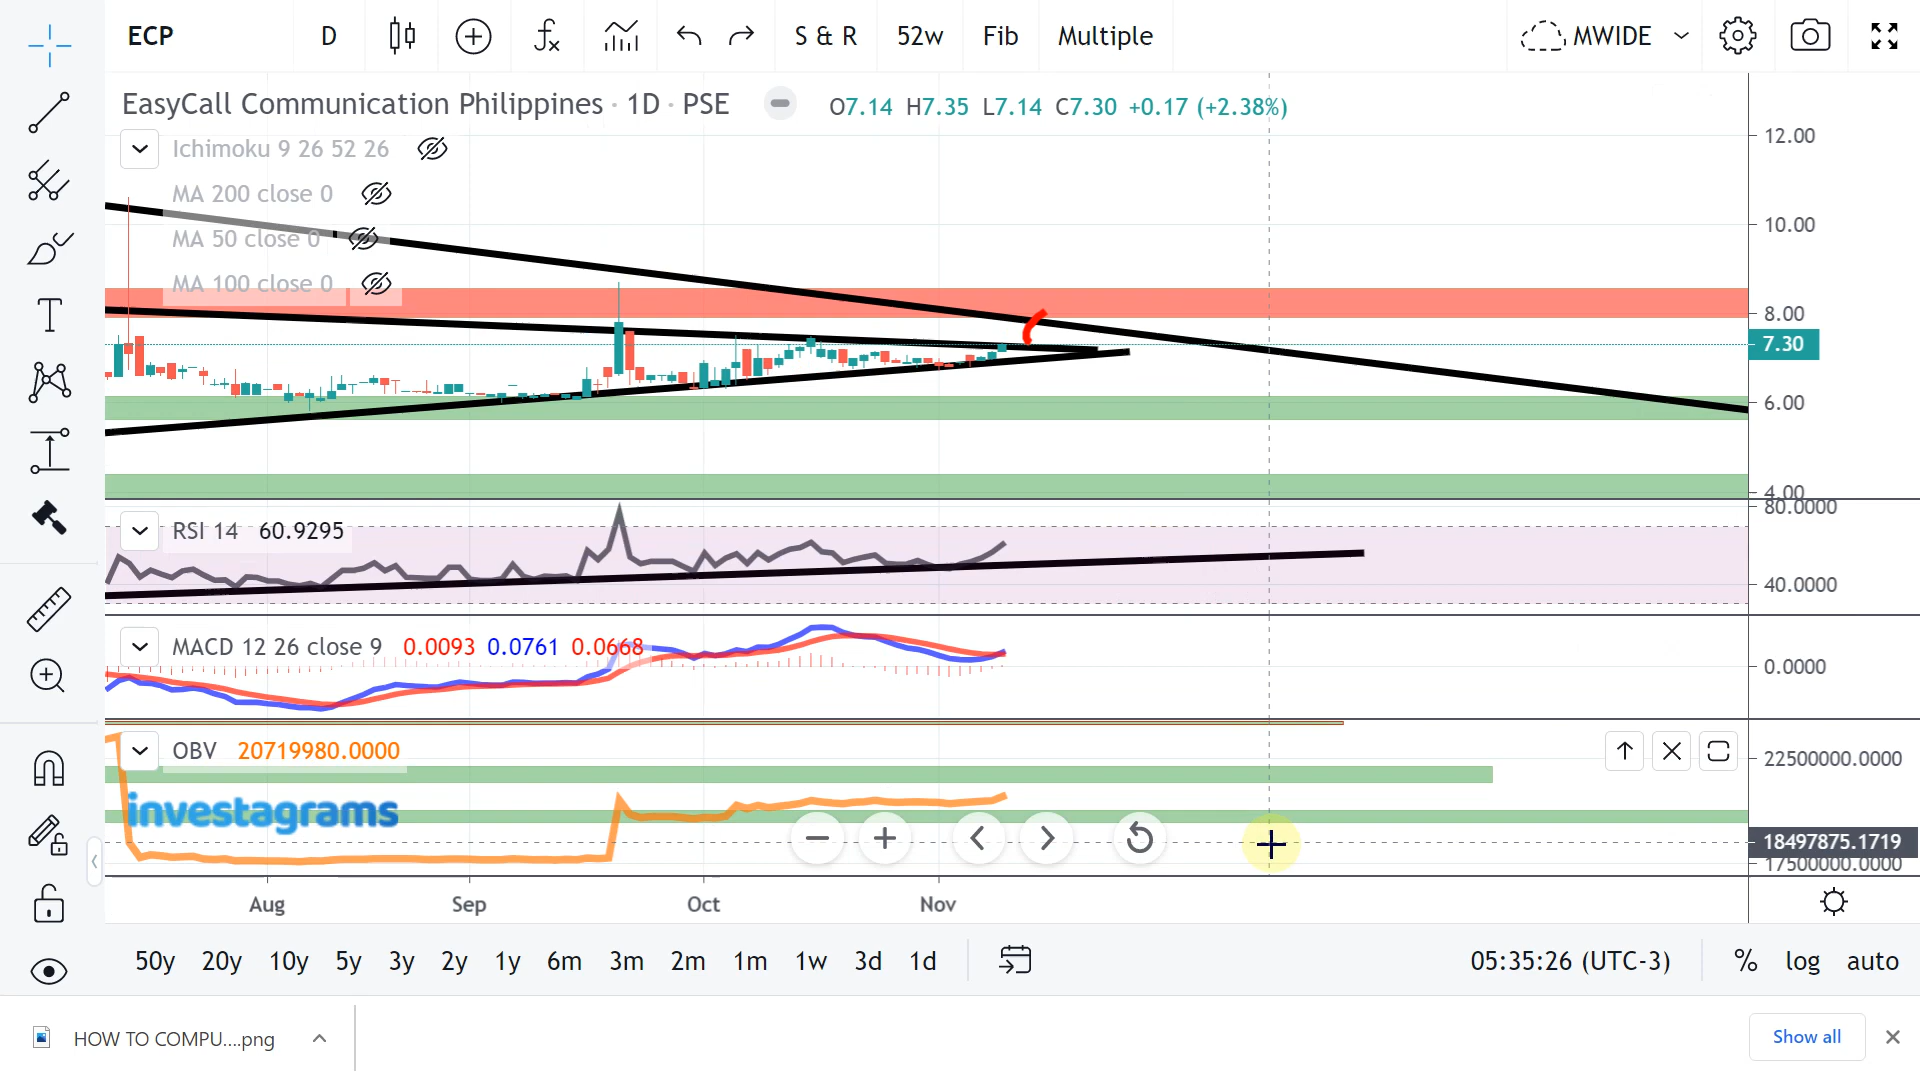 ECP D S & R 52w Fib Multiple MWIDE
EasyCall Communication Philippines · 1D · PSE O7.14 H7.35 L7.14 C7.30 +0.17 (+2.38%)
Ichimoku 9 26 52 26
MA 200 close 0
MA 50 close 0
MA 100 close 0
12.00
10.00
8.00
7.30
6.00
4.00
RSI 14 60.9295
80.0000
40.0000
MACD 12 26 close 9 0.0093 0.0761 0.0668
0.0000
OBV 20719980.0000
22500000.0000
investagrams
18497875.1719
17500000.0000
Aug Sep Oct Nov
50y 20y 10y 5y 3y 2y 1y 6m 3m 2m 1m 1w 3d 1d 05:35:26 (UTC-3) % log auto
HOW TO COMPU....png Show all